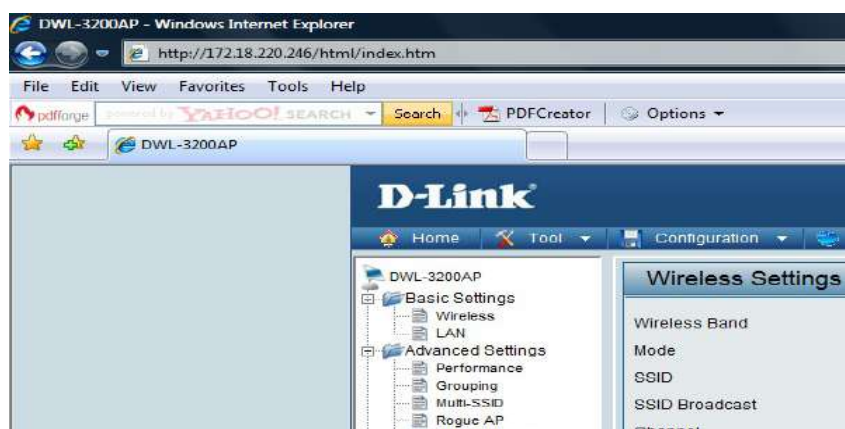 DWL-3200AP - Windows Internet Explorer
http://172.18.220.246/html/index.htm
File Edit View Favorites Tools Help
pdfforge powered by YAHOO! SEARCH Search PDFCreator Options
DWL-3200AP
D-Link
Home Tool Configuration
DWL-3200AP
Basic Settings
Wireless
LAN
Advanced Settings
Performance
Grouping
Multi-SSID
Rogue AP
Wireless Settings
Wireless Band
Mode
SSID
SSID Broadcast